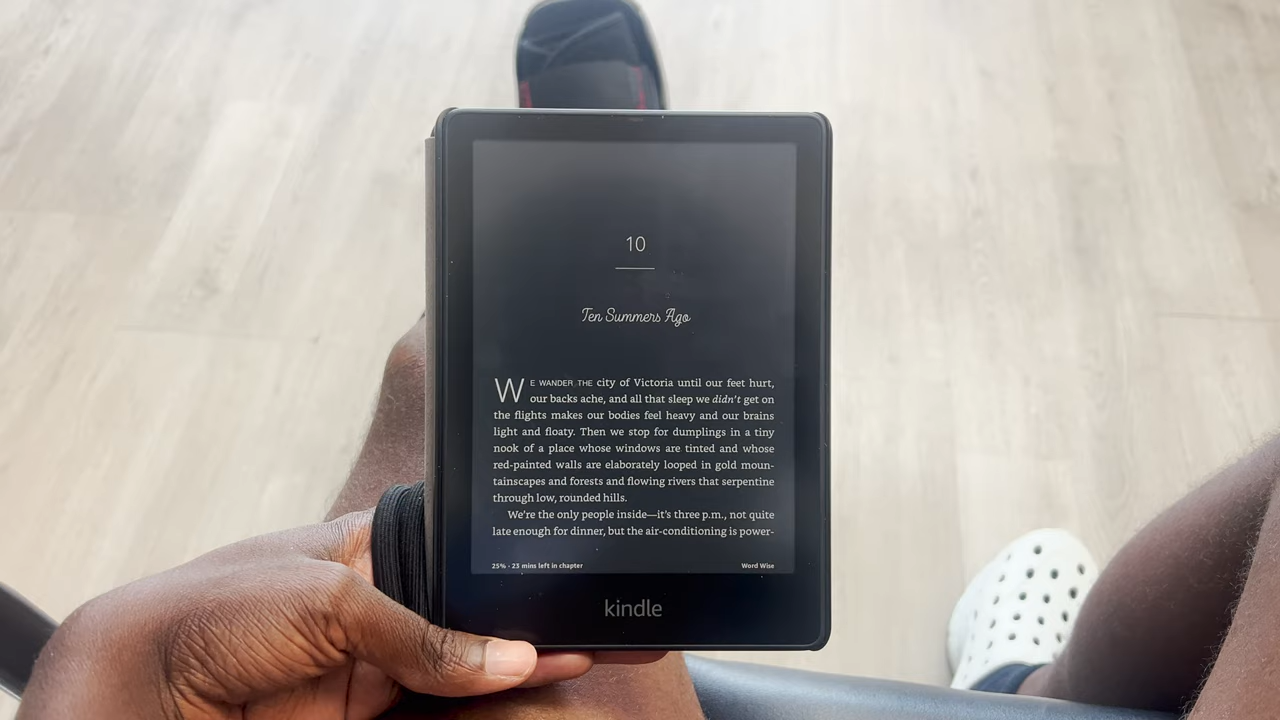 10
Ten Summers Ago
WE WANDER THE city of Victoria until our feet hurt,
our backs ache, and all that sleep we didn't get on
the flights makes our bodies feel heavy and our brains
light and floaty. Then we stop for dumplings in a tiny
nook of a place whose windows are tinted and whose
red-painted walls are elaborately looped in gold moun-
tainscapes and forests and flowing rivers that serpentine
through low, rounded hills.
We're the only people inside—it's three p.m., not quite
late enough for dinner, but the air-conditioning is power-
25% · 23 mins left in chapter Word Wise
kindle